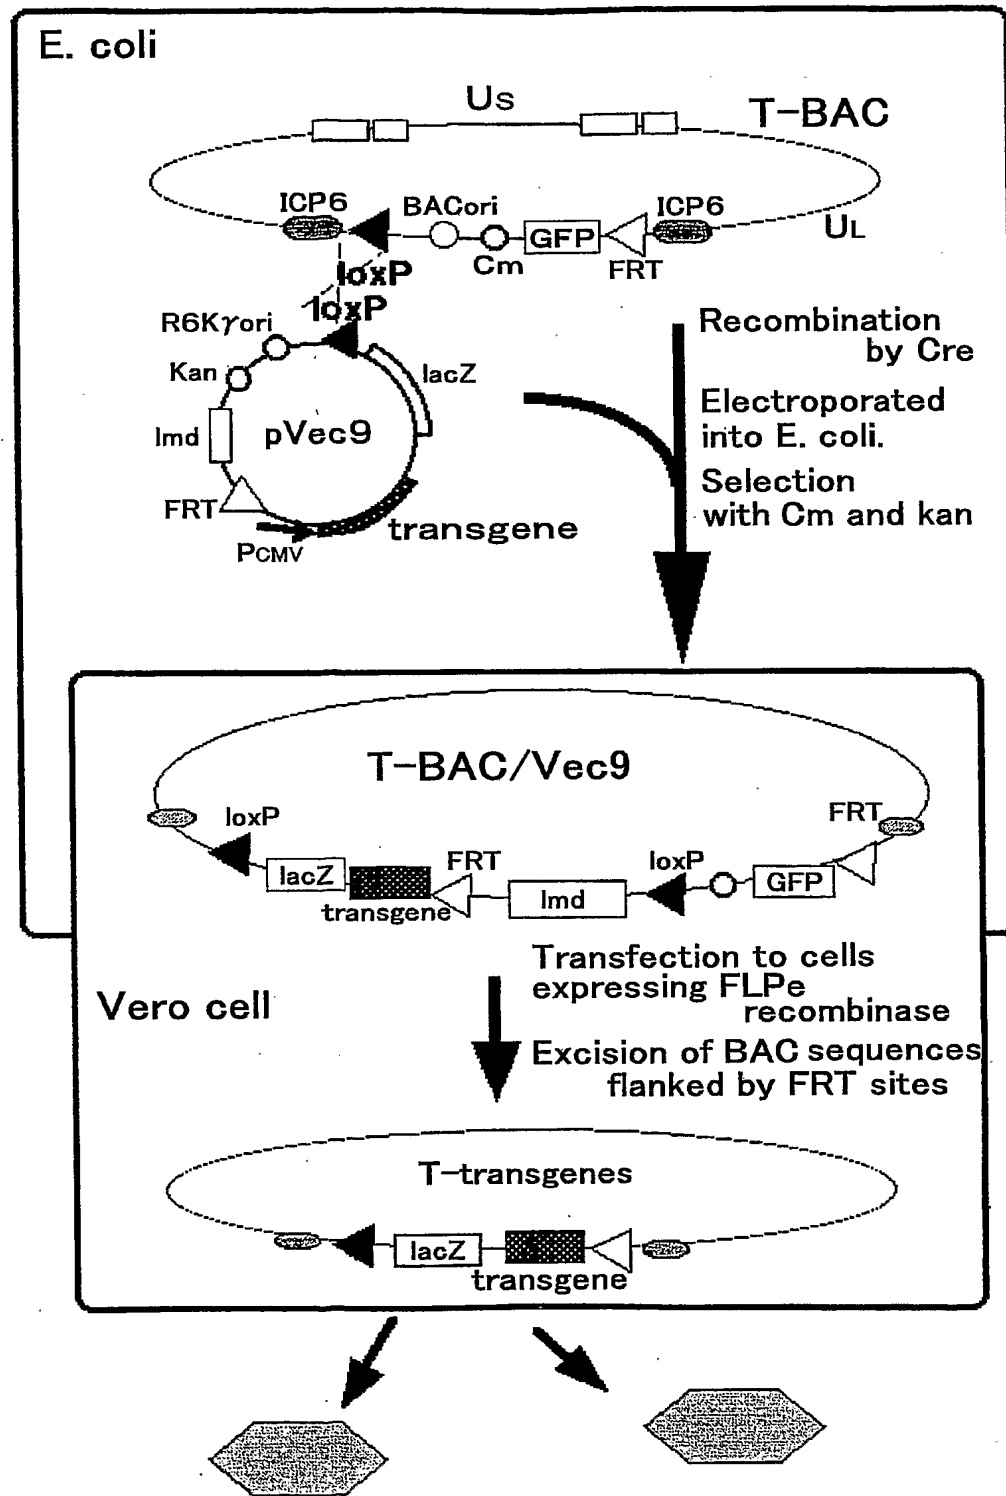 E. coli
Us
T-BAC
ICP6
BACori
ICP6
UL
GFP
Cm
FRT
loxP
loxP
R6Kγori
Recombination
by Cre
Kan
lacZ
Electroporated
into E. coli.
lmd
pVec9
Selection
with Cm and kan
FRT
transgene
PCMV
T-BAC/Vec9
loxP
FRT
FRT
loxP
lacZ
GFP
lmd
transgene
Transfection to cells
expressing FLPe
recombinase
Vero cell
Excision of BAC sequences
flanked by FRT sites
T-transgenes
lacZ
transgene